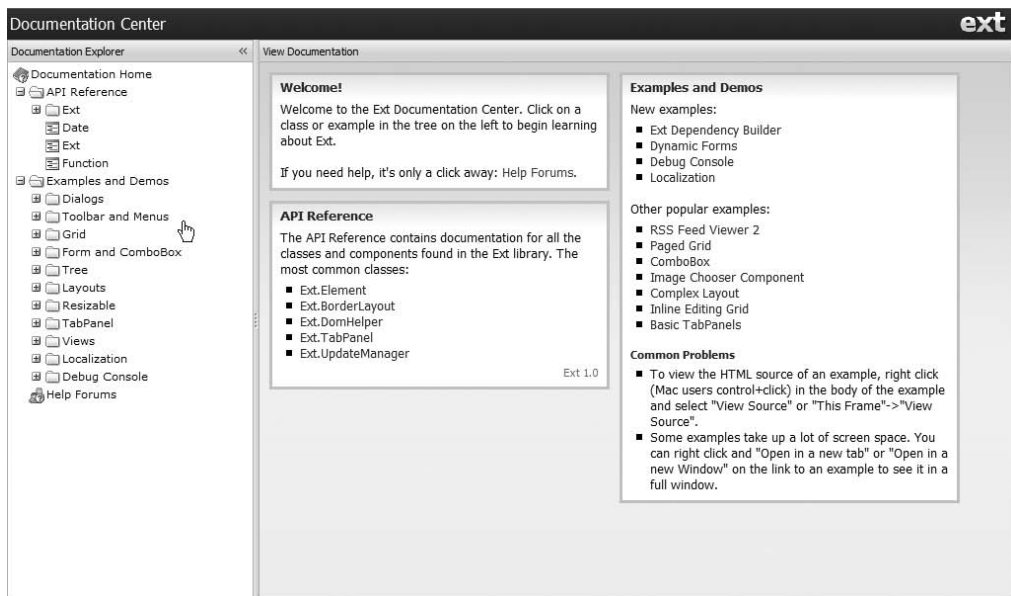 Documentation Center
ext
Documentation Explorer
Documentation Home
API Reference
Ext
Date
Ext
Function
Examples and Demos
Dialogs
Toolbar and Menus
Grid
Form and ComboBox
Tree
Layouts
Resizable
TabPanel
Views
Localization
Debug Console
Help Forums
View Documentation
Welcome!
Welcome to the Ext Documentation Center. Click on a
class or example in the tree on the left to begin learning
about Ext.
If you need help, it's only a click away: Help Forums.
API Reference
The API Reference contains documentation for all the
classes and components found in the Ext library. The
most common classes:
Ext.Element
Ext.BorderLayout
Ext.DomHelper
Ext.TabPanel
Ext.UpdateManager
Ext 1.0
Examples and Demos
New examples:
Ext Dependency Builder
Dynamic Forms
Debug Console
Localization
Other popular examples:
RSS Feed Viewer 2
Paged Grid
ComboBox
Image Chooser Component
Complex Layout
Inline Editing Grid
Basic TabPanels
Common Problems
To view the HTML source of an example, right click
(Mac users control+click) in the body of the example
and select "View Source" or "This Frame"->"View
Source".
Some examples take up a lot of screen space. You
can right click and "Open in a new tab" or "Open in a
new Window" on the link to an example to see it in a
full window.